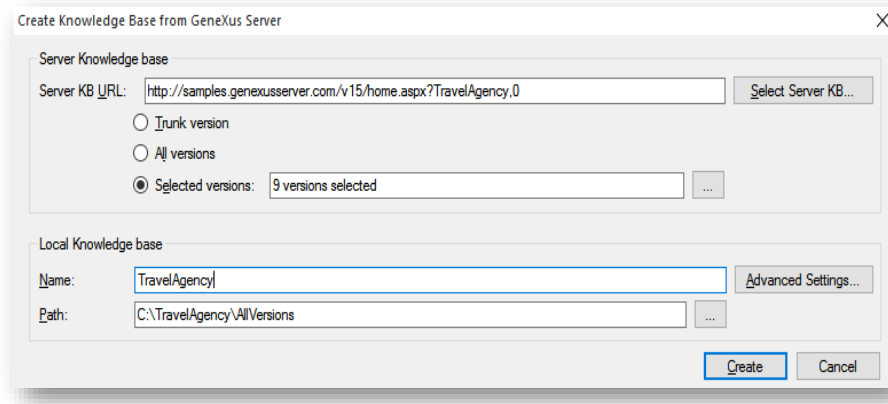 Create Knowledge Base from GeneXus Server
Server Knowledge base
Server KB URL: http://samples.genexusserver.com/v15/home.aspx?TravelAgency,0 Select Server KB...
Trunk version
All versions
Selected versions: 9 versions selected ...
Local Knowledge base
Name: TravelAgency Advanced Settings...
Path: C:\TravelAgency\AllVersions ...
Create Cancel